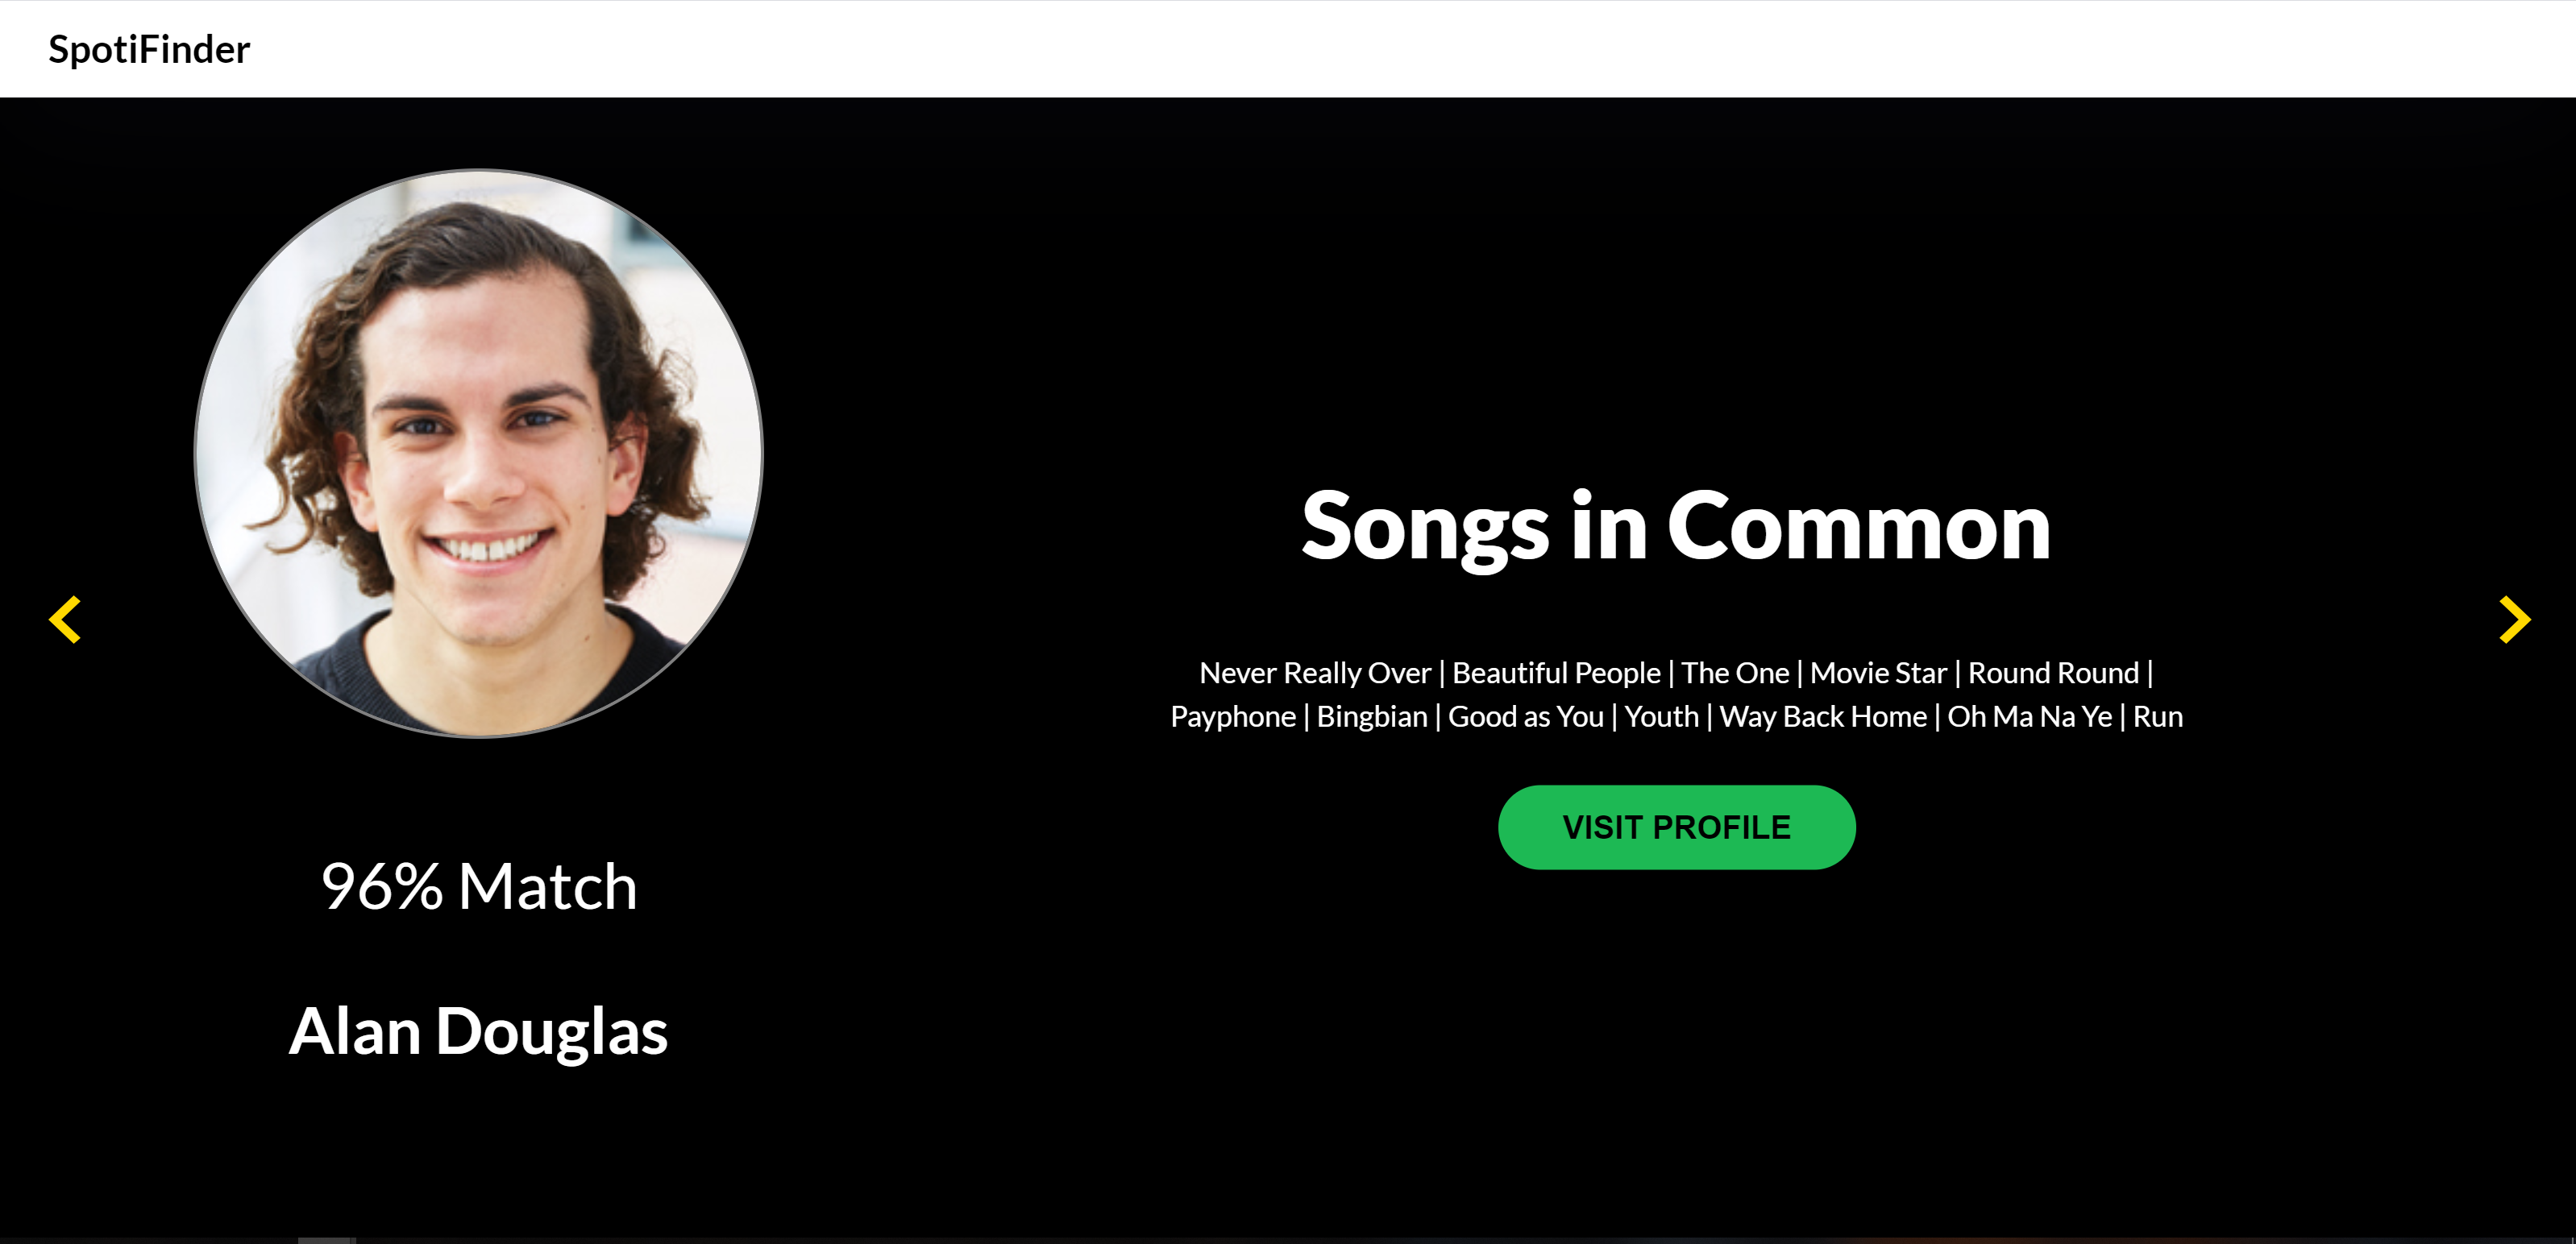 SpotiFinder
96% Match
Alan Douglas
Songs in Common
Never Really Over | Beautiful People | The One | Movie Star | Round Round |
Payphone | Bingbian | Good as You | Youth | Way Back Home | Oh Ma Na Ye | Run
VISIT PROFILE